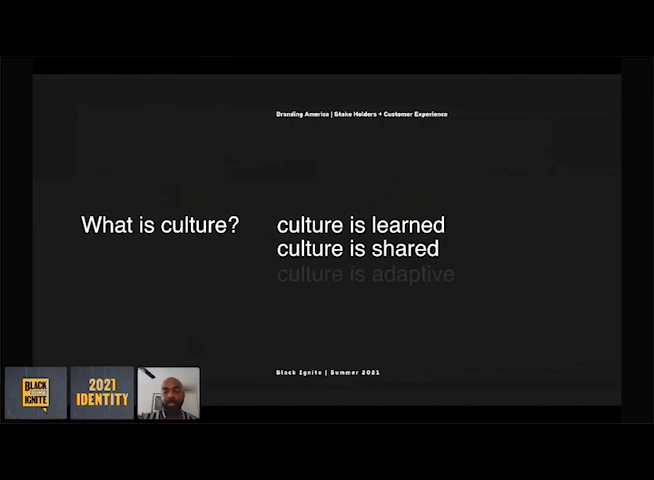 Branding America | Stake Holders + Customer Experience
What is culture?
culture is learned
culture is shared
culture is adaptive
Black Ignite | Summer 2021
BLACK
IGNITE
2021
IDENTITY